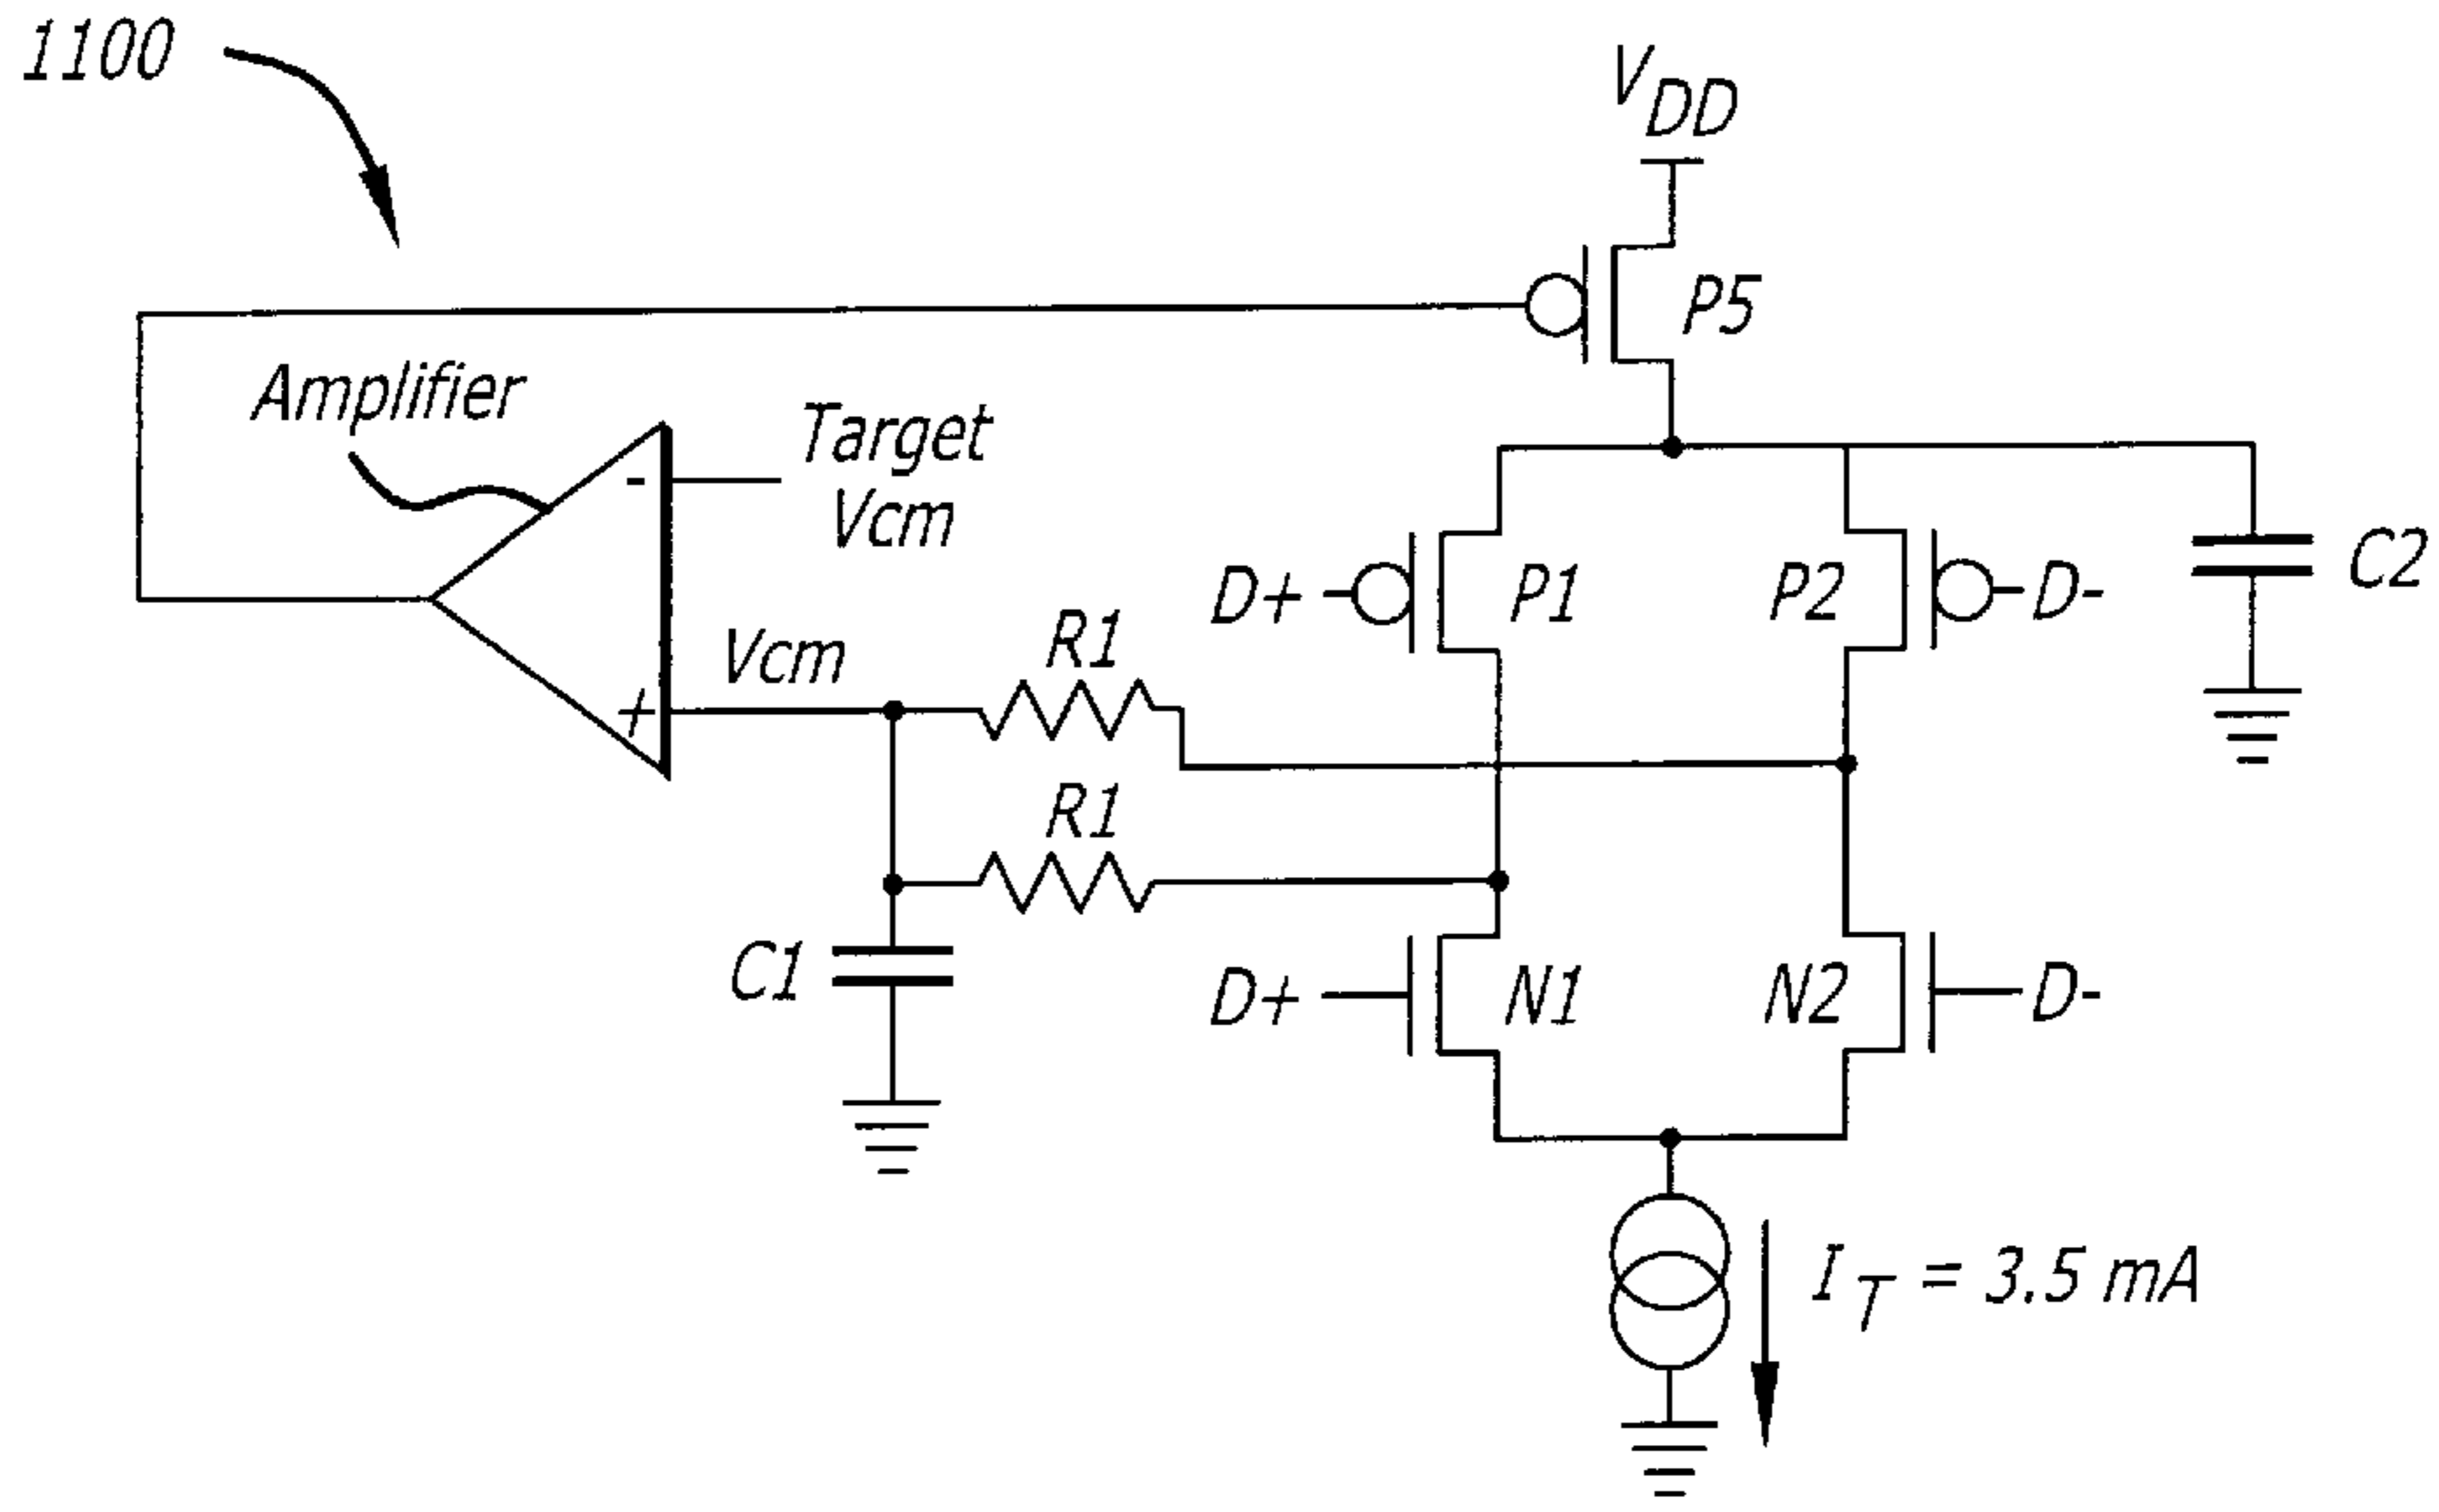 1100
VDD
P5
Amplifier
Target
Vcm
-
+
Vcm
R1
R1
C1
D+
P1
P2
D-
C2
D+
N1
N2
D-
IT = 3.5 mA